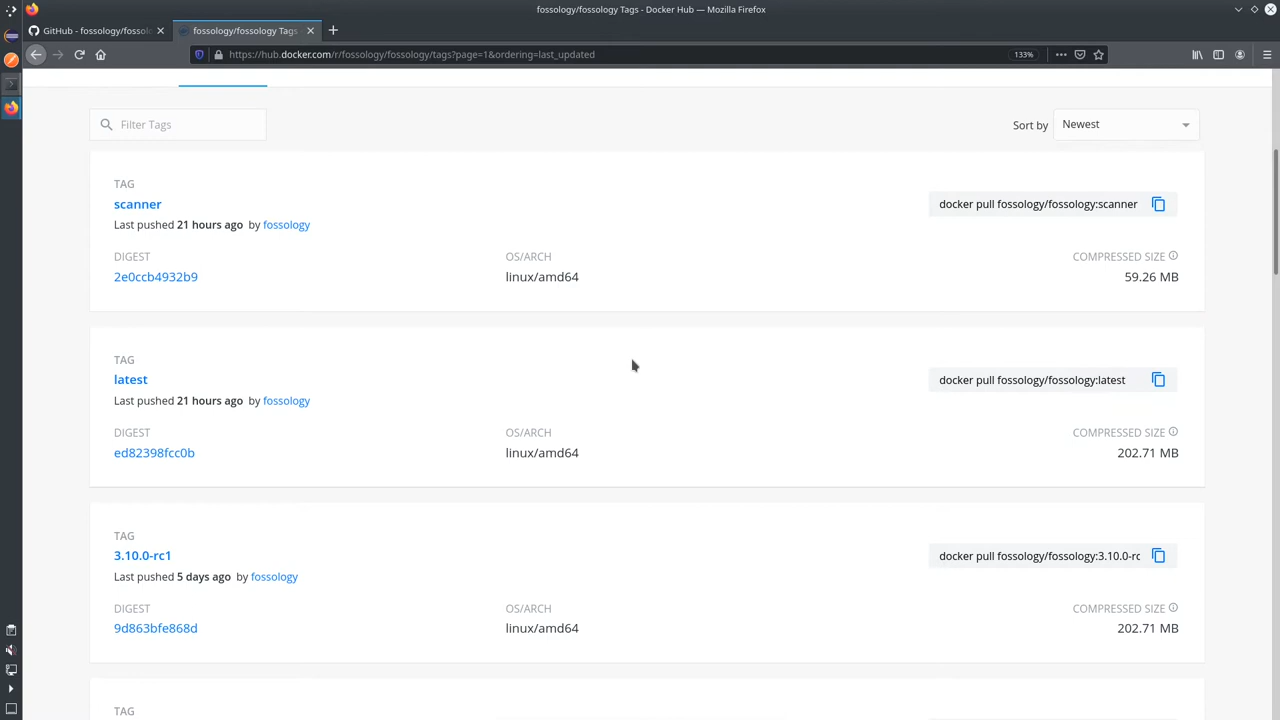 fossology/fossology Tags - Docker Hub — Mozilla Firefox
GitHub - fossology/fossolo
fossology/fossology Tags
https://hub.docker.com/r/fossology/fossology/tags?page=1&ordering=last_updated
133%
Filter Tags
Sort by
Newest
TAG
scanner
docker pull fossology/fossology:scanner
Last pushed 21 hours ago by fossology
DIGEST
OS/ARCH
COMPRESSED SIZE
2e0ccb4932b9
linux/amd64
59.26 MB
TAG
latest
docker pull fossology/fossology:latest
Last pushed 21 hours ago by fossology
DIGEST
OS/ARCH
COMPRESSED SIZE
ed82398fcc0b
linux/amd64
202.71 MB
TAG
3.10.0-rc1
docker pull fossology/fossology:3.10.0-rc
Last pushed 5 days ago by fossology
DIGEST
OS/ARCH
COMPRESSED SIZE
9d863bfe868d
linux/amd64
202.71 MB
TAG